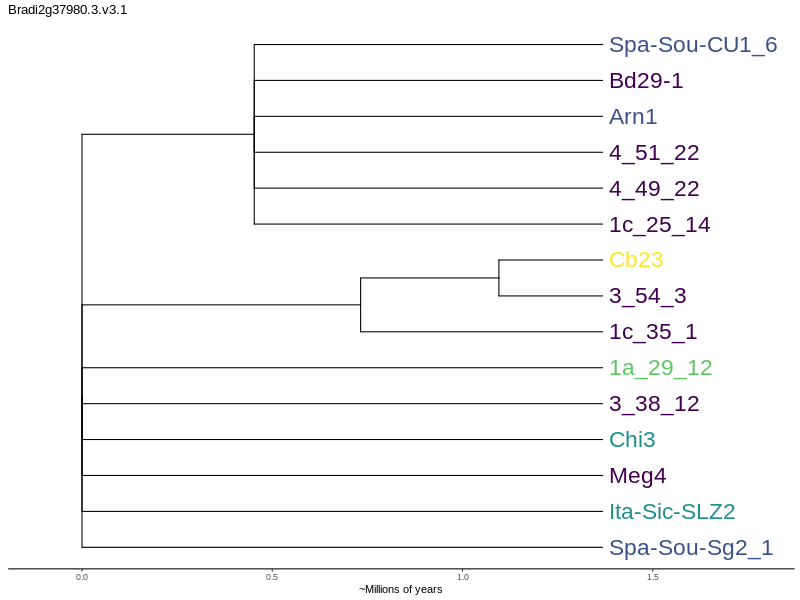 Bradi2g37980.3.v3.1
Spa-Sou-CU1_6
Bd29-1
Arn1
4_51_22
4_49_22
1c_25_14
Cb23
3_54_3
1c_35_1
1a_29_12
3_38_12
Chi3
Meg4
Ita-Sic-SLZ2
Spa-Sou-Sg2_1
0.0 0.5 1.0 1.5
~Millions of years